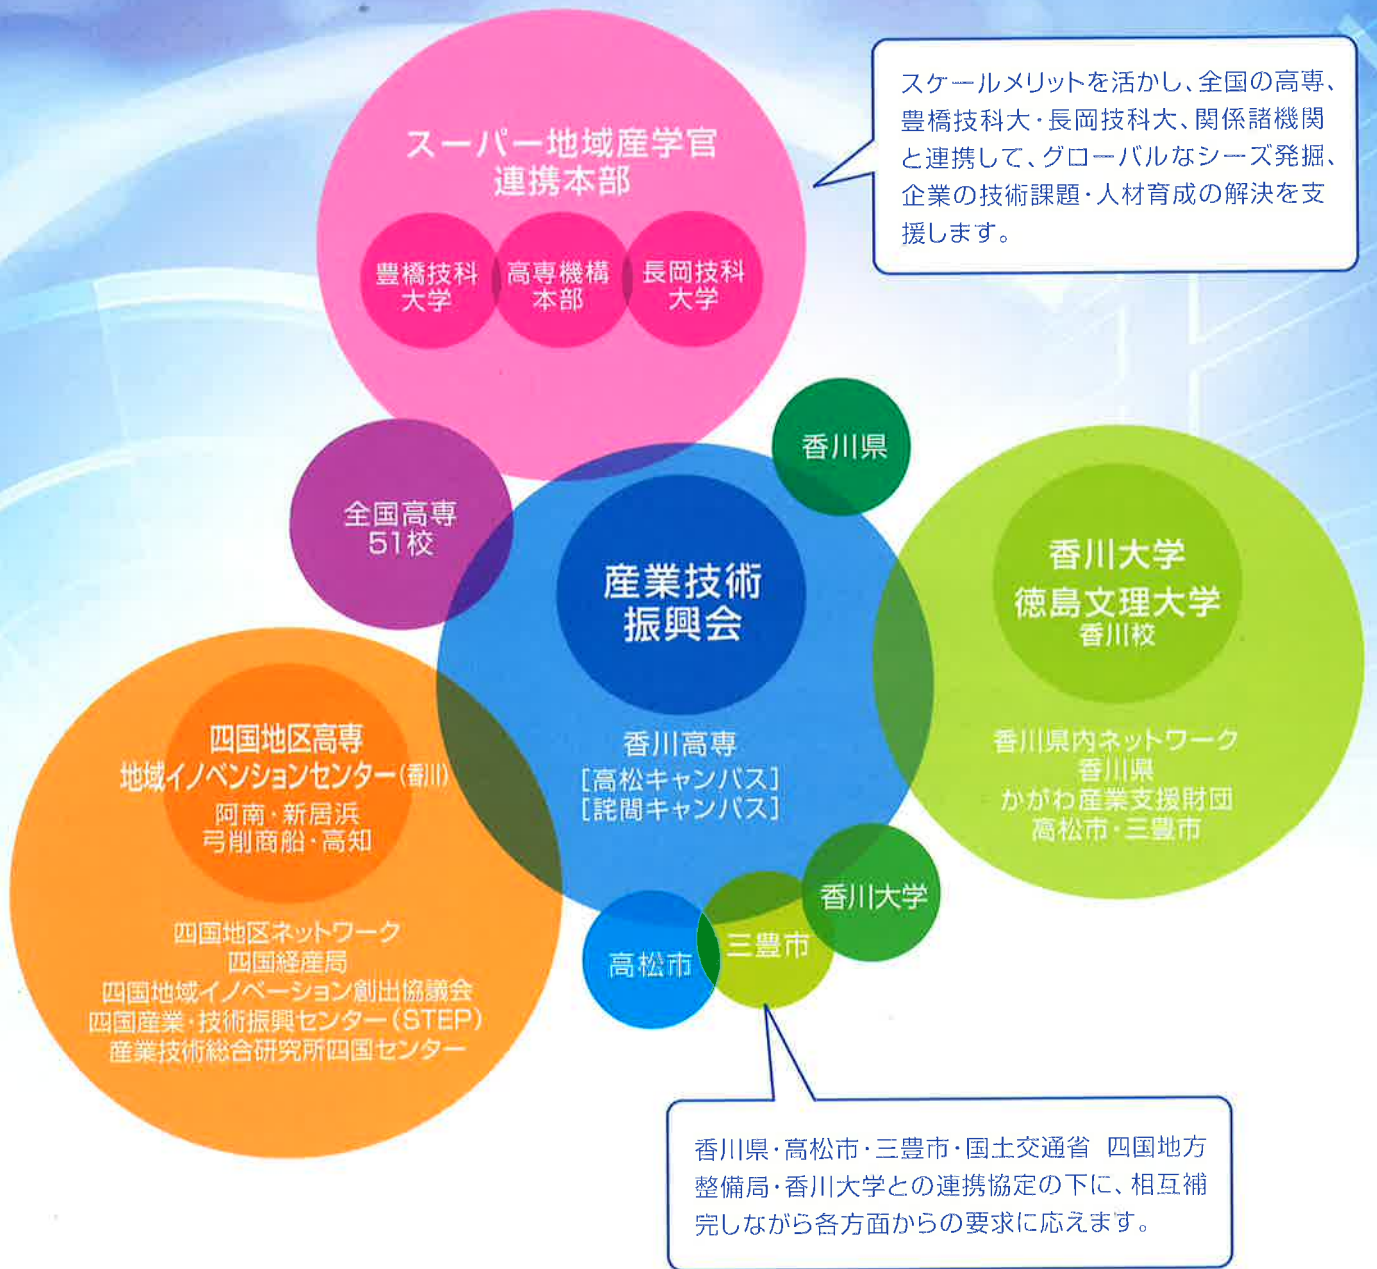 スーパー地域産学官
連携本部
豊橋技科
大学
高専機構
本部
長岡技科
大学
スケールメリットを活かし、全国の高専、
豊橋技科大・長岡技科大、関係諸機関
と連携して、グローバルなシーズ発掘、
企業の技術課題・人材育成の解決を支
援します。
香川県
全国高専
51校
産業技術
振興会
香川高専
[高松キャンパス]
[詫間キャンパス]
香川大学
徳島文理大学
香川校
香川県内ネットワーク
香川県
かがわ産業支援財団
高松市・三豊市
四国地区高専
地域イノベンションセンター(香川)
阿南・新居浜
弓削商船・高知
四国地区ネットワーク
四国経産局
四国地域イノベーション創出協議会
四国産業・技術振興センター(STEP)
産業技術総合研究所四国センター
高松市
三豊市
香川大学
香川県・高松市・三豊市・国土交通省 四国地方
整備局・香川大学との連携協定の下に、相互補
完しながら各方面からの要求に応えます。